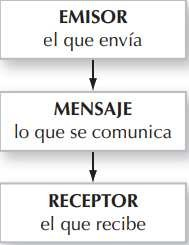 EMISOR
el que envía
MENSAJE
lo que se comunica
RECEPTOR
el que recibe